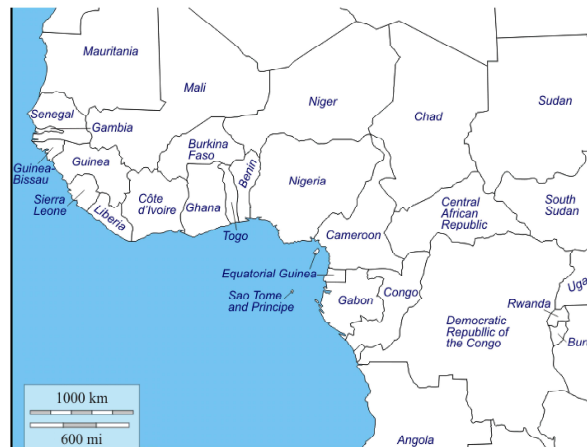 Mauritania
Mali
Niger
Chad
Sudan
Senegal
Gambia
Guinea-
Bissau
Guinea
Sierra
Leone
Liberia
Côte
d'Ivoire
Burkina
Faso
Ghana
Togo
Benin
Nigeria
Cameroon
Central
African
Republic
South
Sudan
Equatorial Guinea
Sao Tome
and Principe
Gabon
Congo
Democratic
Republlic of
the Congo
Uga
Rwanda
Bur
Angola
1000 km
600 mi